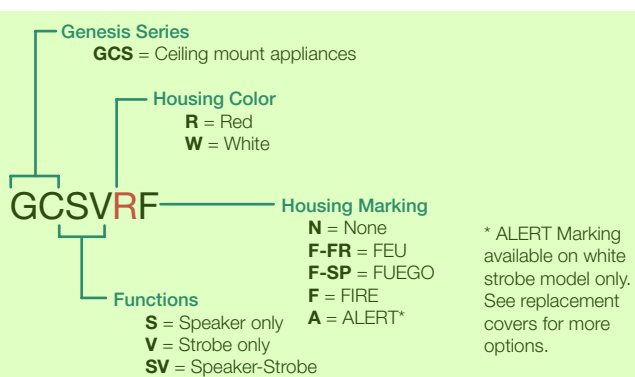 Genesis Series
GCS = Ceiling mount appliances
Housing Color
R = Red
W = White
GCSVRF
Housing Marking
N = None
F-FR = FEU
F-SP = FUEGO
F = FIRE
A = ALERT*
* ALERT Marking
available on white
strobe model only.
See replacement
covers for more
options.
Functions
S = Speaker only
V = Strobe only
SV = Speaker-Strobe